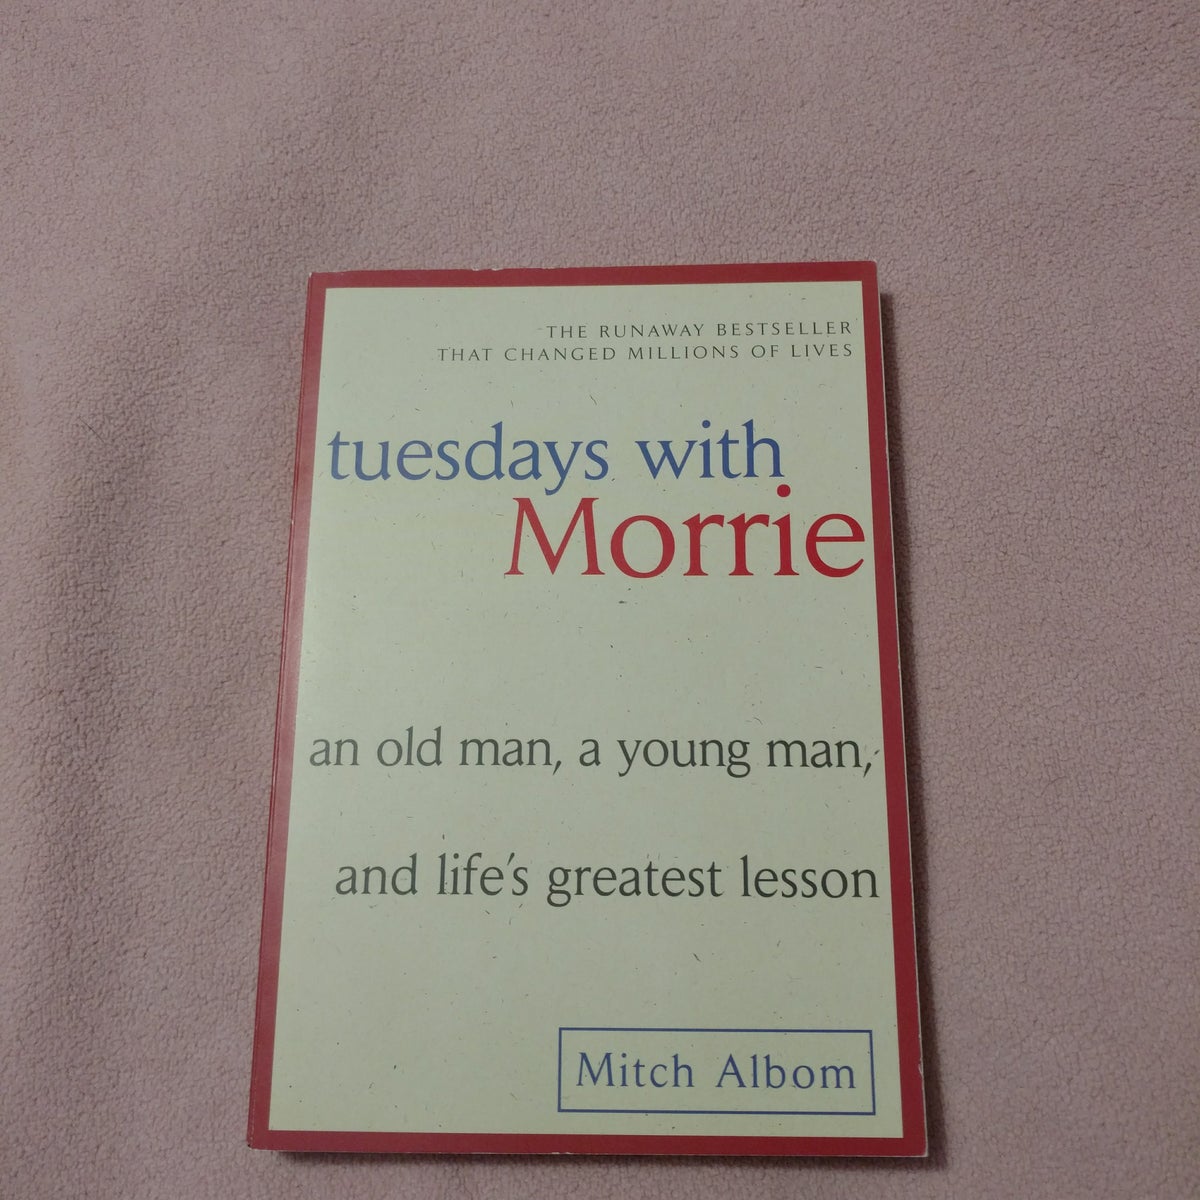 THE RUNAWAY BESTSELLER
THAT CHANGED MILLIONS OF LIVES
tuesdays with
Morrie
an old man, a young man,
and life's greatest lesson
Mitch Albom